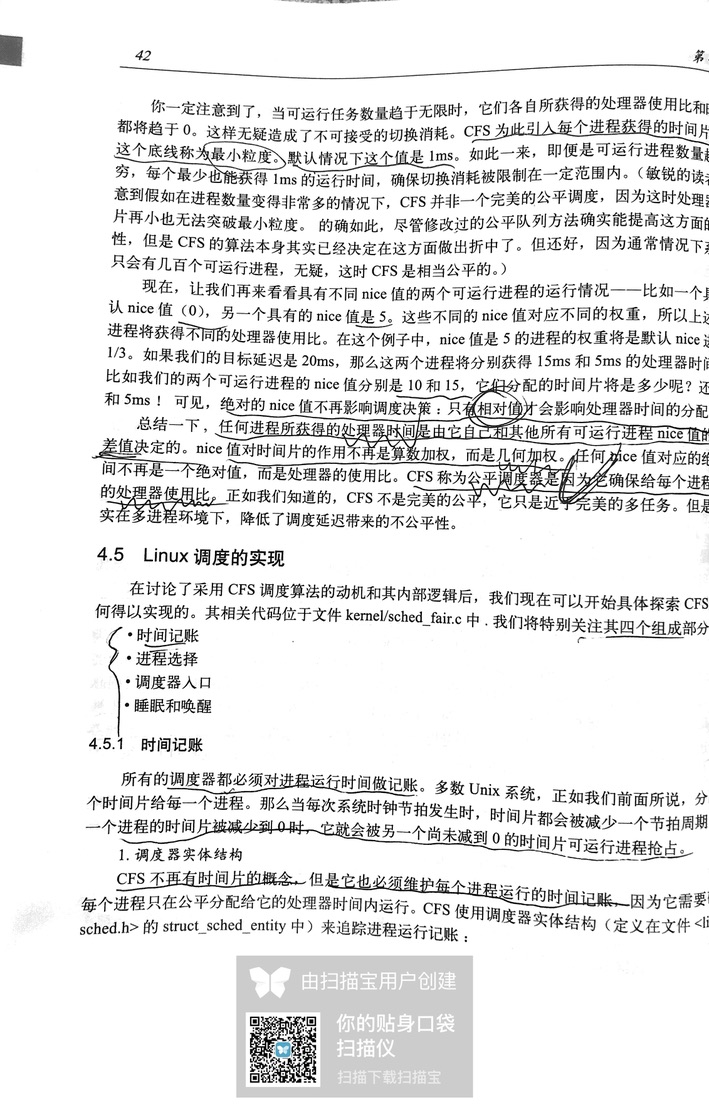 42
第
你一定注意到了，当可运行任务数量趋于无限时，它们各自所获得的处理器使用比和时
都将趋于 0。这样无疑造成了不可接受的切换消耗。CFS 为此引入每个进程获得的时间片
这个底线称为最小粒度。默认情况下这个值是 1ms。如此一来，即便是可运行进程数量趋
穷，每个最少也能获得 1ms 的运行时间，确保切换消耗被限制在一定范围内。（敏锐的读者
意到假如在进程数量变得非常多的情况下，CFS 并非一个完美的公平调度，因为这时处理器
片再小也无法突破最小粒度。 的确如此，尽管修改过的公平队列方法确实能提高这方面的
性，但是 CFS 的算法本身其实已经决定在这方面做出折中了。但还好，因为通常情况下系
只会有几百个可运行进程，无疑，这时 CFS 是相当公平的。）
现在，让我们再来看看具有不同 nice 值的两个可运行进程的运行情况——比如一个具
认 nice 值（0），另一个具有的 nice 值是 5。这些不同的 nice 值对应不同的权重，所以上述
进程将获得不同的处理器使用比。在这个例子中，nice 值是 5 的进程的权重将是默认 nice 进
1/3。如果我们的目标延迟是 20ms，那么这两个进程将分别获得 15ms 和 5ms 的处理器时间
比如我们的两个可运行进程的 nice 值分别是 10 和 15，它们分配的时间片将是多少呢？还
和 5ms！ 可见，绝对的 nice 值不再影响调度决策：只有相对值才会影响处理器时间的分配
总结一下，任何进程所获得的处理器时间是由它自己和其他所有可运行进程 nice 值的
差值决定的。nice 值对时间片的作用不再是算数加权，而是几何加权。任何 nice 值对应的绝
间不再是一个绝对值，而是处理器的使用比。CFS 称为公平调度器是因为它确保给每个进程
的处理器使用比。正如我们知道的，CFS 不是完美的公平，它只是近乎完美的多任务。但是
实在多进程环境下，降低了调度延迟带来的不公平性。
4.5 Linux 调度的实现
在讨论了采用 CFS 调度算法的动机和其内部逻辑后，我们现在可以开始具体探索 CFS
何得以实现的。其相关代码位于文件 kernel/sched_fair.c 中．我们将特别关注其四个组成部分
• 时间记账
• 进程选择
• 调度器入口
• 睡眠和唤醒
4.5.1 时间记账
所有的调度器都必须对进程运行时间做记账。多数 Unix 系统，正如我们前面所说，分
个时间片给每一个进程。那么当每次系统时钟节拍发生时，时间片都会被减少一个节拍周期
一个进程的时间片被减少到 0 时，它就会被另一个尚未减到 0 的时间片可运行进程抢占。
1. 调度器实体结构
CFS 不再有时间片的概念，但是它也必须维护每个进程运行的时间记账，因为它需要确
每个进程只在公平分配给它的处理器时间内运行。CFS 使用调度器实体结构（定义在文件 <li
sched.h> 的 struct_sched_entity 中）来追踪进程运行记账：
由扫描宝用户创建
你的贴身口袋
扫描仪
扫描下载扫描宝